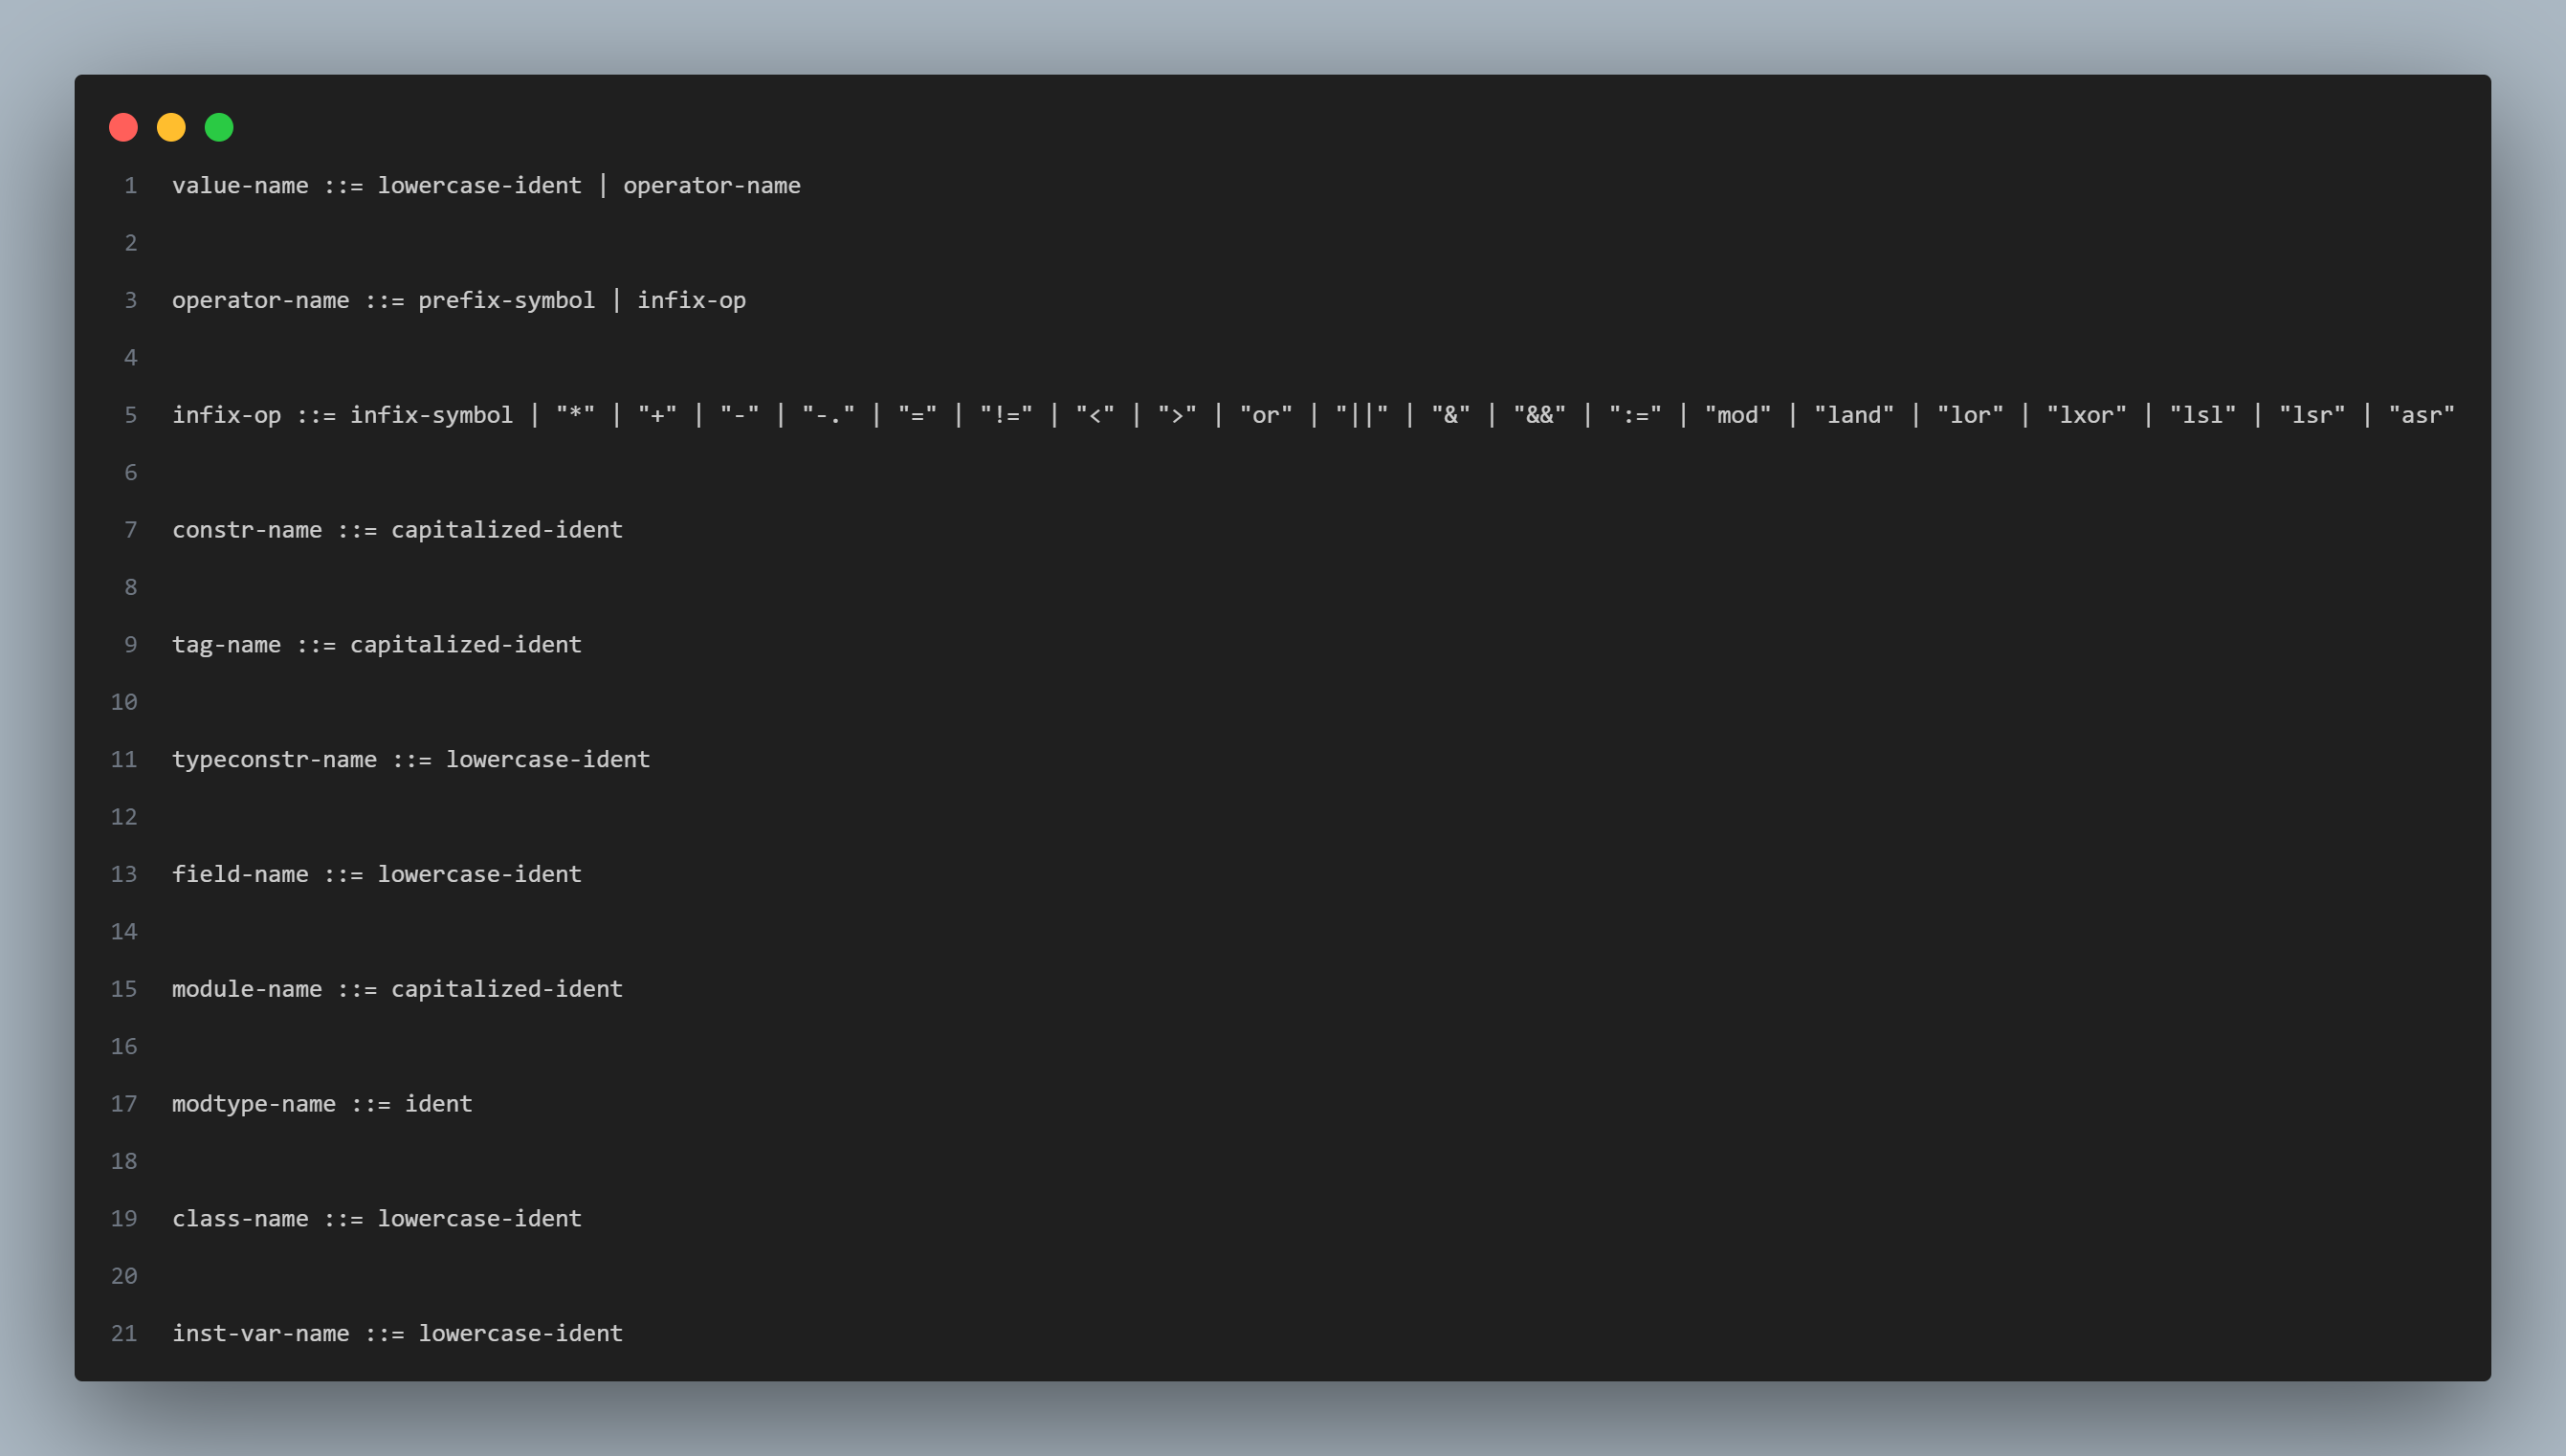 1 value-name ::= lowercase-ident | operator-name
2
3 operator-name ::= prefix-symbol | infix-op
4
5 infix-op ::= infix-symbol | "*" | "+" | "-" | "-." | "=" | "!=" | "<" | ">" | "or" | "||" | "&" | "&&" | ":=" | "mod" | "land" | "lor" | "lxor" | "lsl" | "lsr" | "asr"
6
7 constr-name ::= capitalized-ident
8
9 tag-name ::= capitalized-ident
10
11 typeconstr-name ::= lowercase-ident
12
13 field-name ::= lowercase-ident
14
15 module-name ::= capitalized-ident
16
17 modtype-name ::= ident
18
19 class-name ::= lowercase-ident
20
21 inst-var-name ::= lowercase-ident